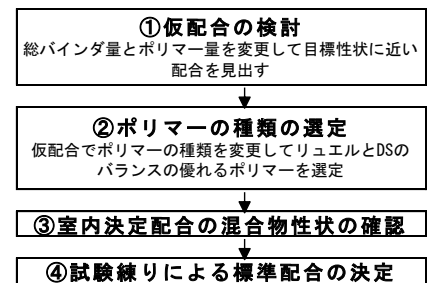 ①仮配合の検討
総バインダ量とポリマー量を変更して目標性状に近い
配合を見出す
②ポリマーの種類の選定
仮配合でポリマーの種類を変更してリュエルとDSの
バランスの優れるポリマーを選定
③室内決定配合の混合物性状の確認
④試験練りによる標準配合の決定